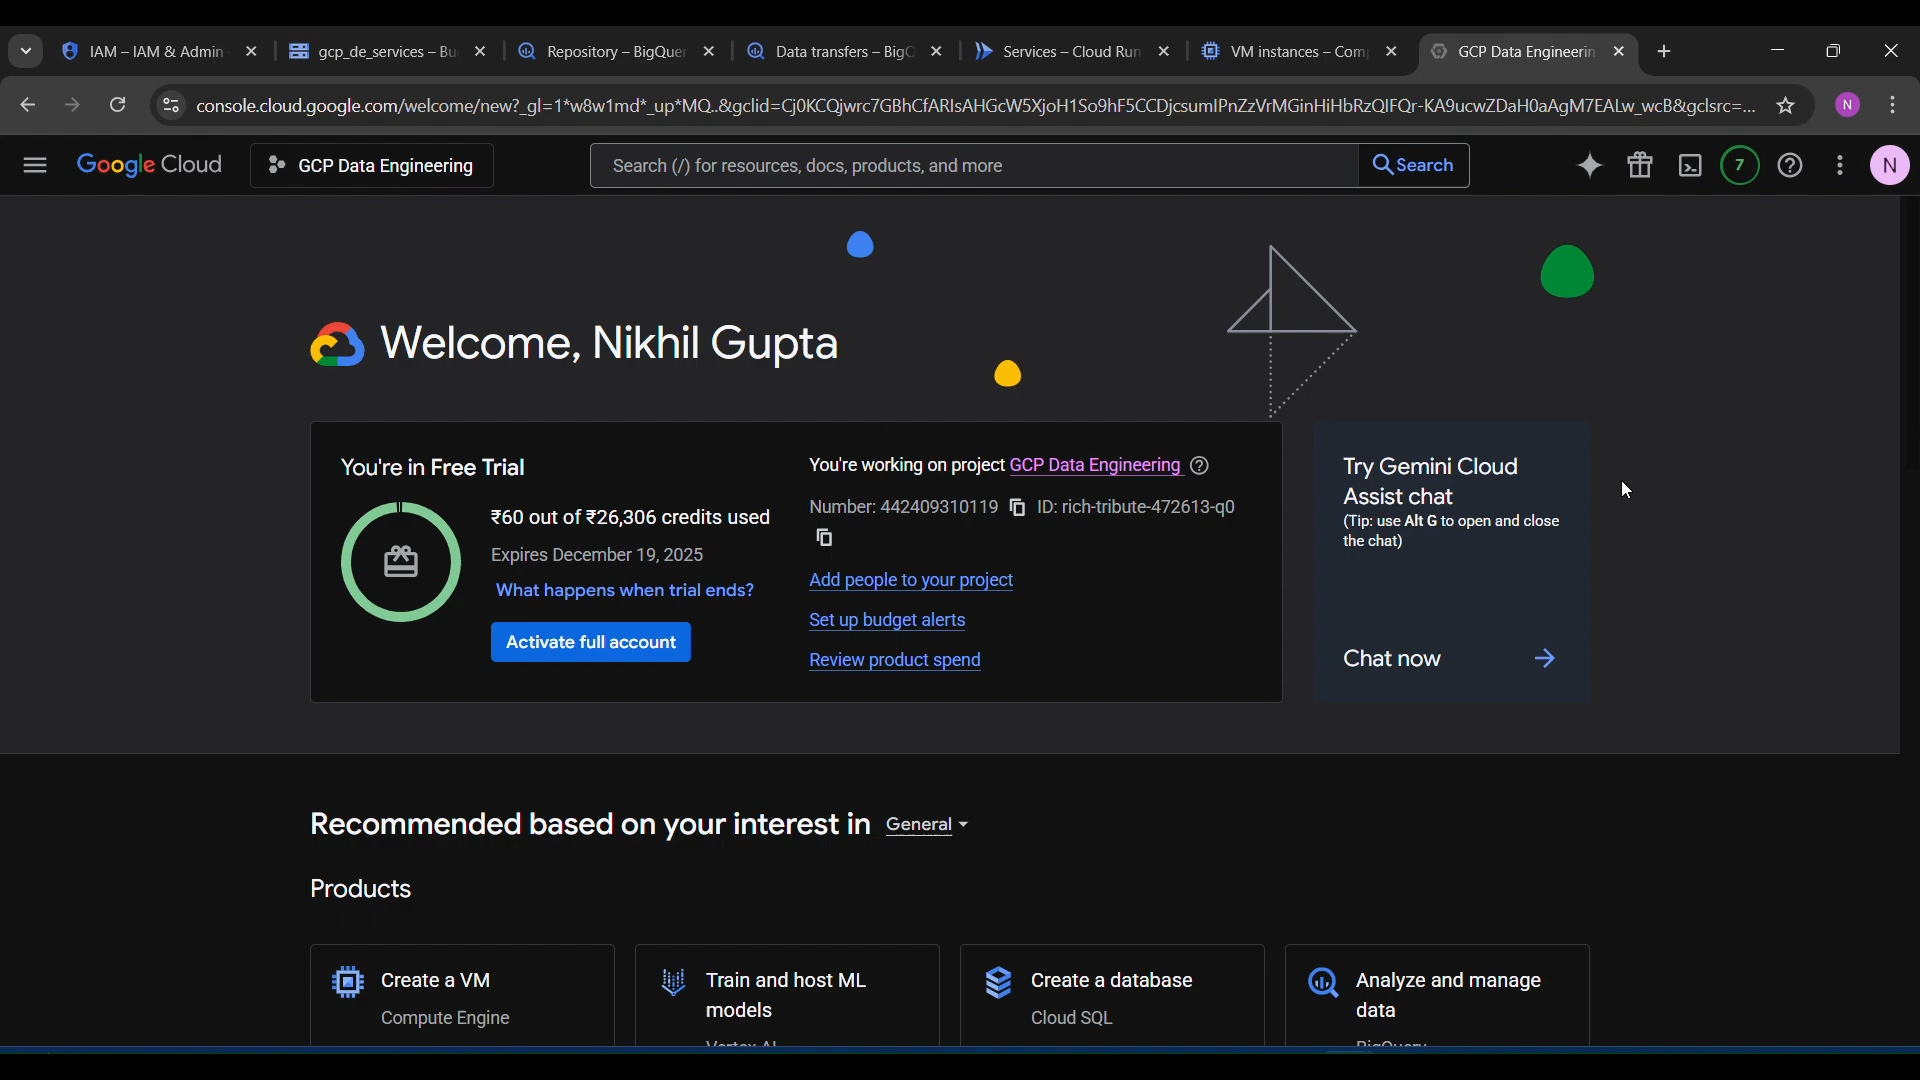 IAM – IAM & Admin
gcp_de_services – Bu
Repository – BigQuer
Data transfers – BigQ
Services – Cloud Run
VM instances – Comp
GCP Data Engineerin
console.cloud.google.com/welcome/new?_gl=1*w8w1md*_up*MQ..&gclid=Cj0KCQjwrc7GBhCfARIsAHGcW5XjoH1So9hF5CCDjcsumIPnZzVrMGinHiHbRzQIFQr-KA9ucwZDaH0aAgM7EALw_wcB&gclsrc=...
N
Google Cloud
GCP Data Engineering
Search (/) for resources, docs, products, and more
Search
7
N
Welcome, Nikhil Gupta
You're in Free Trial
₹60 out of ₹26,306 credits used
Expires December 19, 2025
What happens when trial ends?
Activate full account
You're working on project GCP Data Engineering
Number: 442409310119 ID: rich-tribute-472613-q0
Add people to your project
Set up budget alerts
Review product spend
Try Gemini Cloud
Assist chat
(Tip: use Alt G to open and close
the chat)
Chat now
Recommended based on your interest in General
Products
Create a VM
Compute Engine
Train and host ML
models
Vertex AI
Create a database
Cloud SQL
Analyze and manage
data
BigQuery